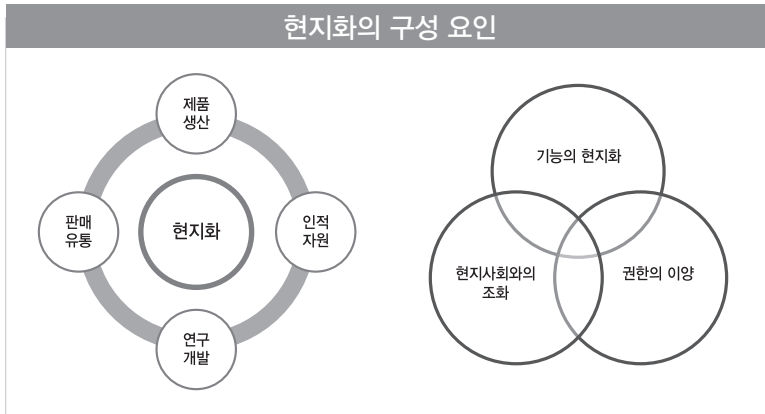 현지화의 구성 요인
제품
생산
판매
유통
현지화
인적
자원
연구
개발
기능의 현지화
현지사회와의
조화
권한의 이양